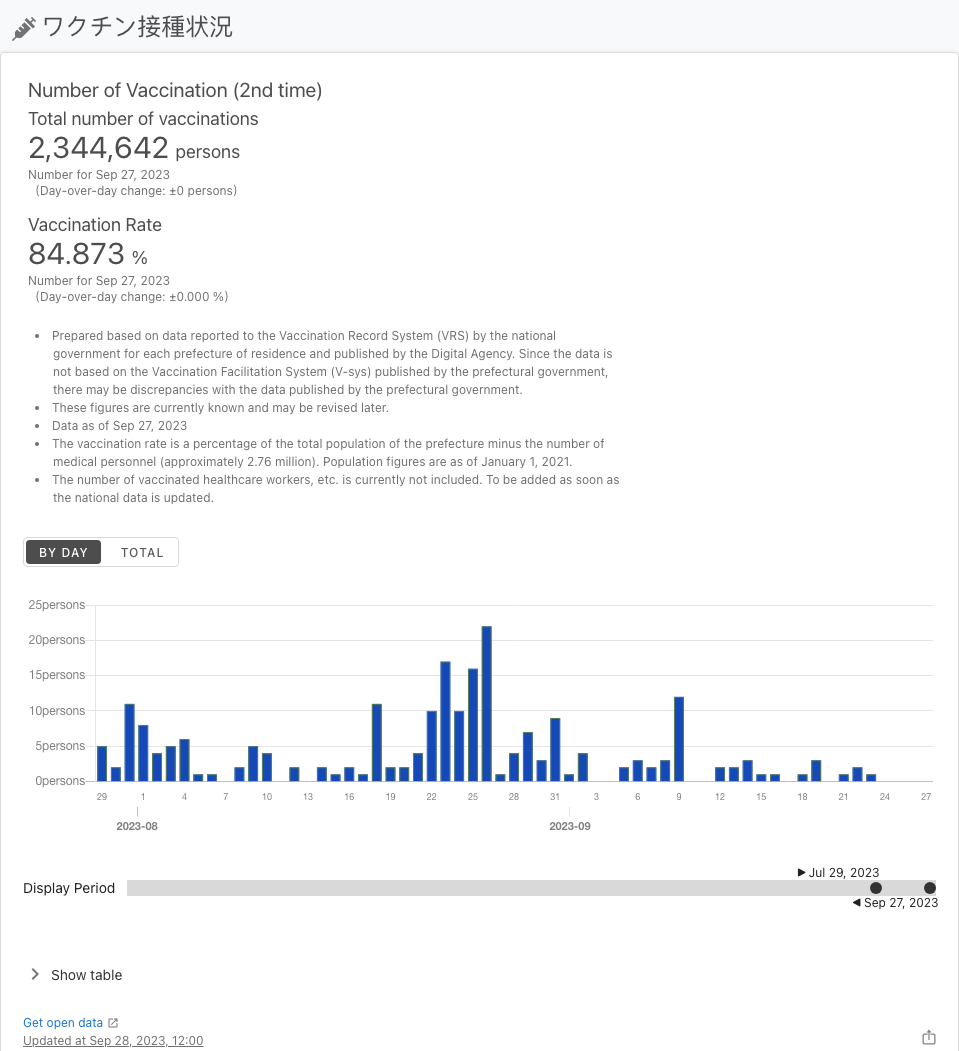 ワクチン接種状況
Number of Vaccination (2nd time)
Total number of vaccinations
2,344,642 persons
Number for Sep 27, 2023
(Day-over-day change: ±0 persons)
Vaccination Rate
84.873 %
Number for Sep 27, 2023
(Day-over-day change: ±0.000 %)
• Prepared based on data reported to the Vaccination Record System (VRS) by the national
government for each prefecture of residence and published by the Digital Agency. Since the data is
not based on the Vaccination Facilitation System (V-sys) published by the prefectural government,
there may be discrepancies with the data published by the prefectural government.
• These figures are currently known and may be revised later.
• Data as of Sep 27, 2023
• The vaccination rate is a percentage of the total population of the prefecture minus the number of
medical personnel (approximately 2.76 million). Population figures are as of January 1, 2021.
• The number of vaccinated healthcare workers, etc. is currently not included. To be added as soon as
the national data is updated.
BY DAY TOTAL
25persons
20persons
15persons
10persons
5persons
0persons
29 1 4 7 10 13 16 19 22 25 28 31 3 6 9 12 15 18 21 24 27
2023-08 2023-09
Jul 29, 2023
Display Period
Sep 27, 2023
Show table
Get open data
Updated at Sep 28, 2023, 12:00